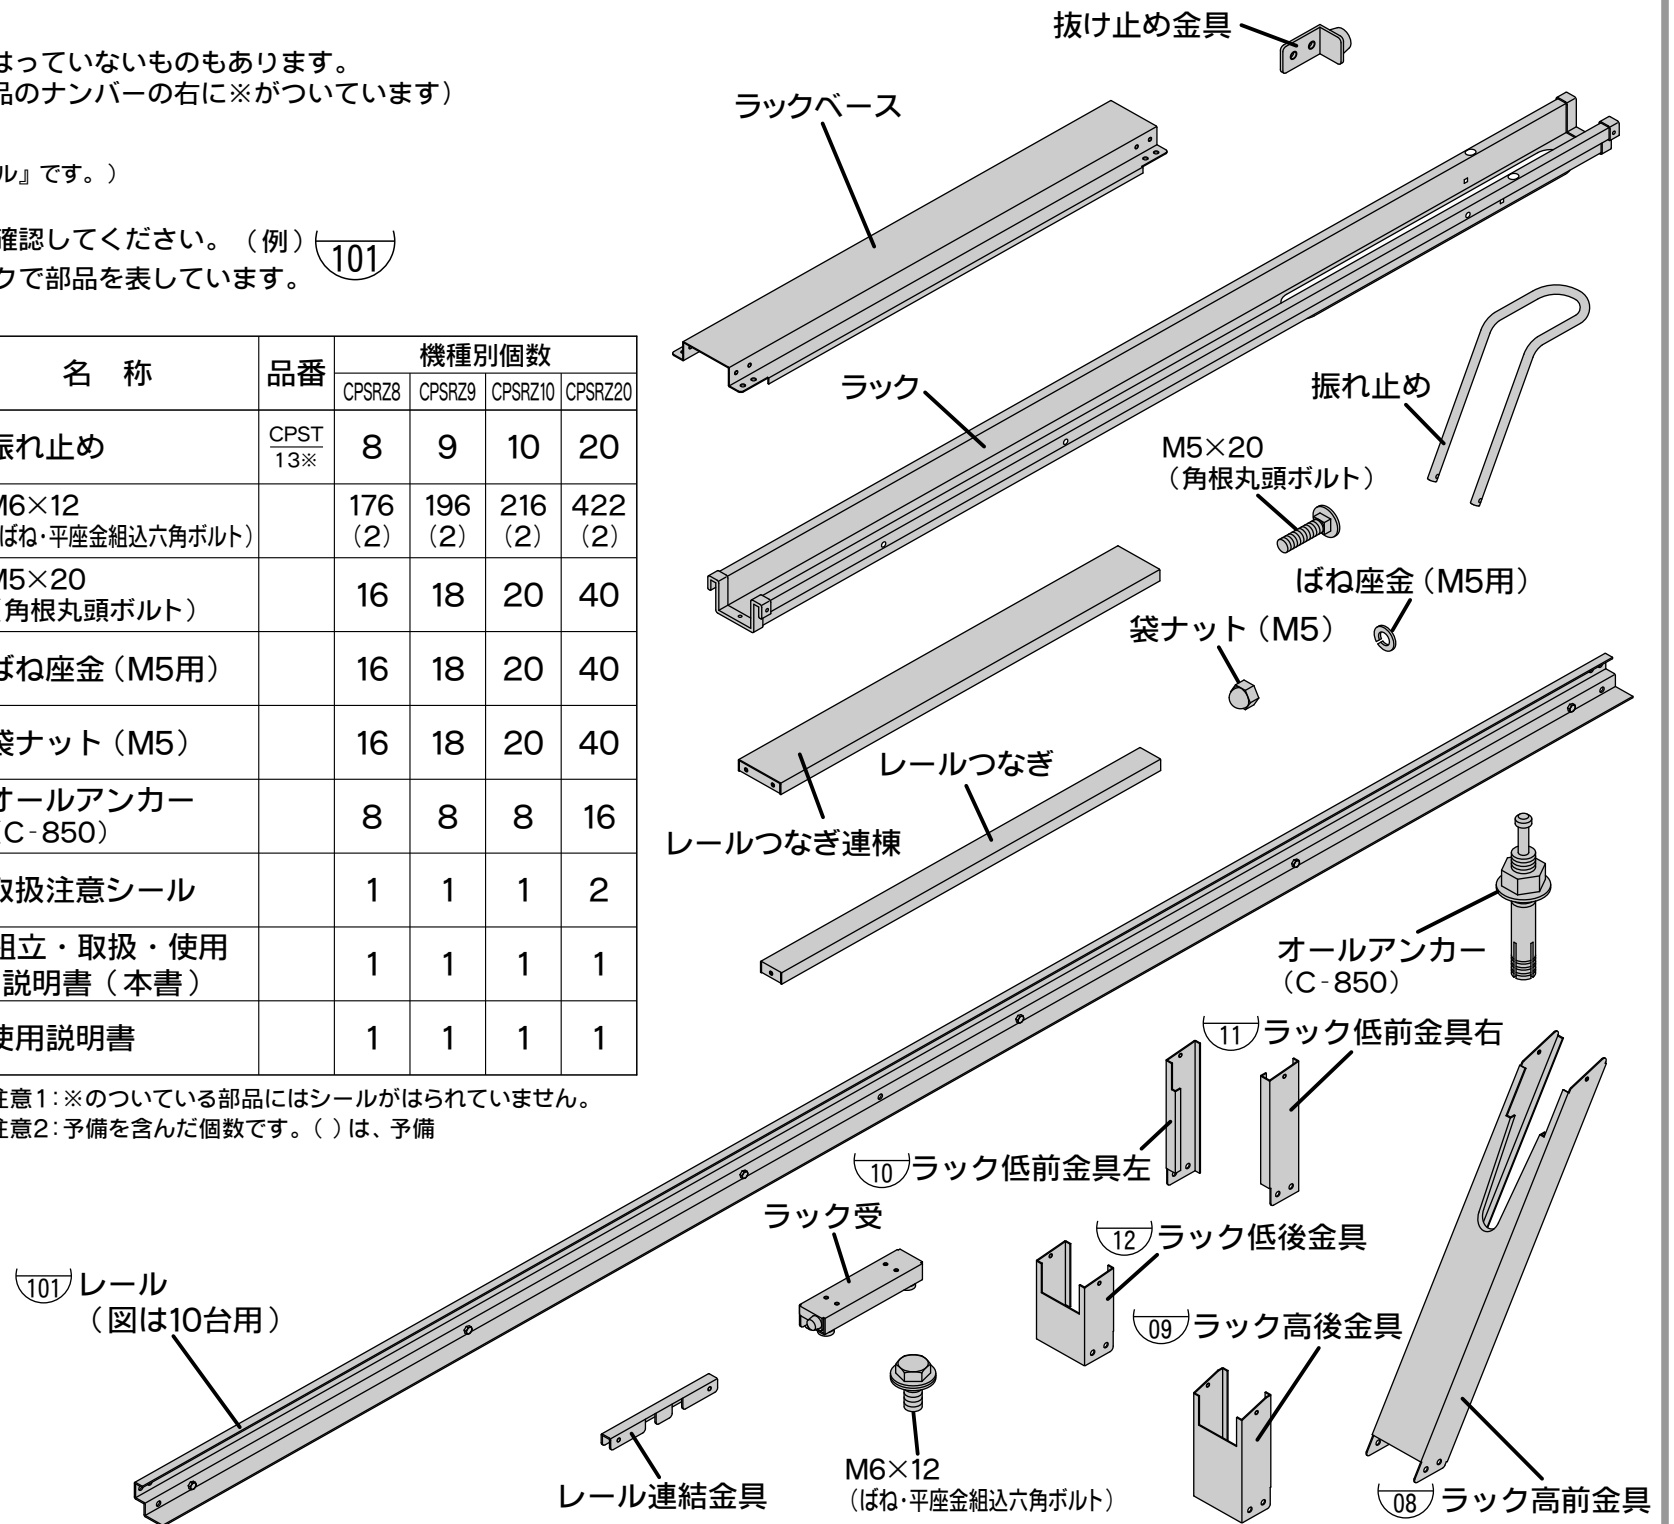 はっていないものもあります。
品のナンバーの右に※がついています）
ル』です。）
確認してください。（例）101
クで部品を表しています。
名　称 品番 機種別個数
CPSRZ8 CPSRZ9 CPSRZ10 CPSRZ20
振れ止め CPST 13※ 8 9 10 20
M6×12 176 196 216 422
ばね・平座金組込六角ボルト） （2） （2） （2） （2）
M5×20
（角根丸頭ボルト） 16 18 20 40
ばね座金（M5用） 16 18 20 40
袋ナット（M5） 16 18 20 40
オールアンカー
（C-850） 8 8 8 16
取扱注意シール 1 1 1 2
組立・取扱・使用
説明書（本書） 1 1 1 1
使用説明書 1 1 1 1
注意1：※のついている部品にはシールがはられていません。
注意2：予備を含んだ個数です。（ ）は、予備
抜け止め金具
ラックベース
ラック
振れ止め
M5×20
（角根丸頭ボルト）
ばね座金（M5用）
袋ナット（M5）
レールつなぎ
レールつなぎ連棟
オールアンカー
（C-850）
11 ラック低前金具右
10 ラック低前金具左
ラック受
12 ラック低後金具
101 レール
（図は10台用）
09 ラック高後金具
レール連結金具
M6×12
（ばね・平座金組込六角ボルト）
08 ラック高前金具